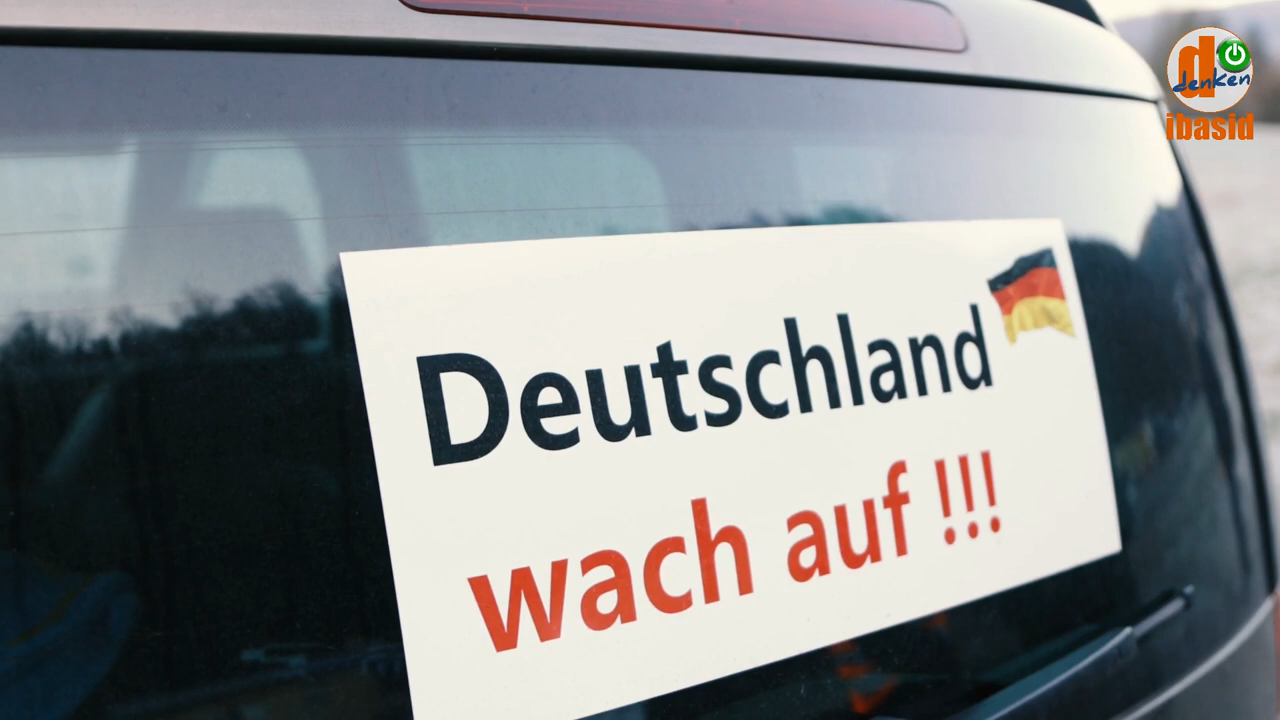 d
denken
ibasid
Deutschland
wach auf !!!